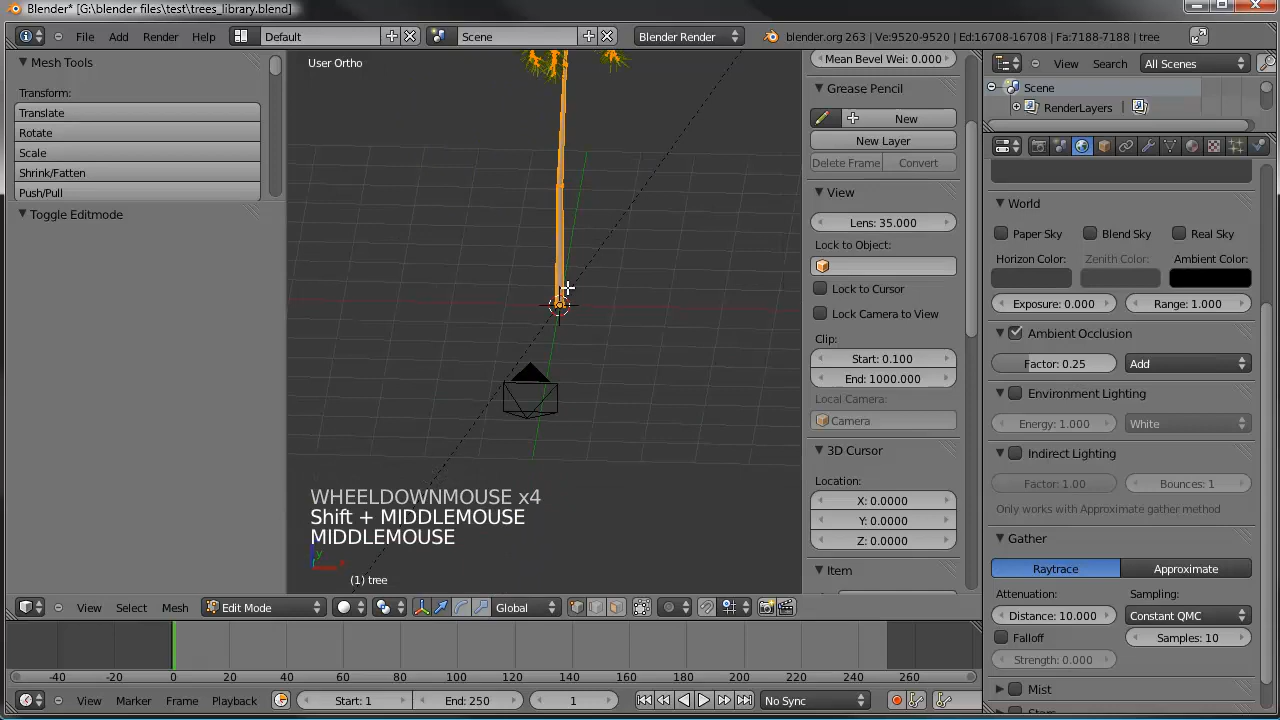 Blender* [G:\blender files\test\trees_library.blend]
File Add Render Help Default Scene Blender Render blender.org 263 | Ve:9520-9520 | Ed:16708-16708 | Fa:7188-7188 | tree
Mesh Tools
Transform:
Translate
Rotate
Scale
Shrink/Fatten
Push/Pull
Toggle Editmode
User Ortho
WHEELDOWNMOUSE x4
Shift + MIDDLEMOUSE
MIDDLEMOUSE
y
x
(1) tree
View Select Mesh Edit Mode Global
Mean Bevel Wei: 0.000
Grease Pencil
New
New Layer
Delete Frame Convert
View
Lens: 35.000
Lock to Object:
Lock to Cursor
Lock Camera to View
Clip:
Start: 0.100
End: 1000.000
Local Camera:
Camera
3D Cursor
Location:
X: 0.0000
Y: 0.0000
Z: 0.0000
Item
View Search All Scenes
Scene
RenderLayers
World
Paper Sky Blend Sky Real Sky
Horizon Color: Zenith Color: Ambient Color:
Exposure: 0.000 Range: 1.000
Ambient Occlusion
Factor: 0.25 Add
Environment Lighting
Energy: 1.000 White
Indirect Lighting
Factor: 1.00 Bounces: 1
Only works with Approximate gather method
Gather
Raytrace Approximate
Attenuation: Sampling:
Distance: 10.000 Constant QMC
Falloff Samples: 10
Strength: 0.000
Mist
-40 -20 0 20 40 60 80 100 120 140 160 180 200 220 240 260
View Marker Frame Playback Start: 1 End: 250 1 No Sync